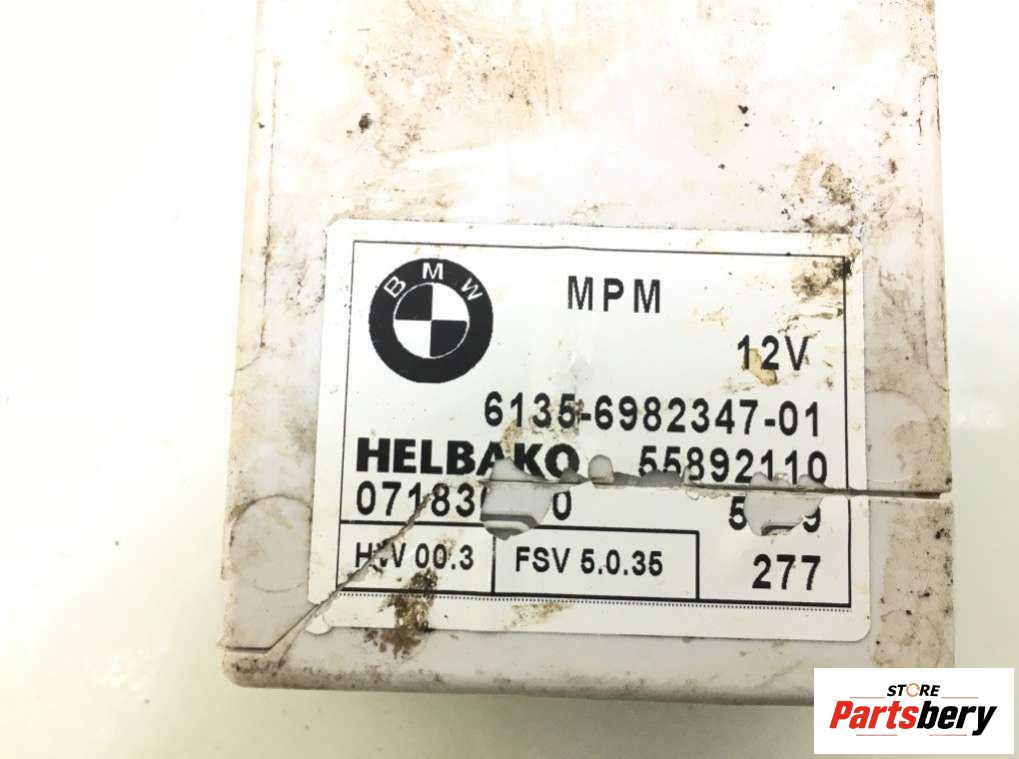 BMW
MPM
12V
6135-6982347-01
HELBAKO 55892110
HW 00.3
FSV 5.0.35
277
STORE
Partsbery